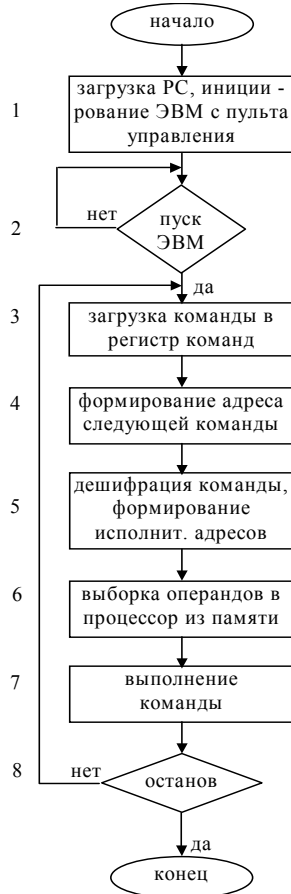 начало
1
загрузка РС, иниции -
рование ЭВМ с пульта
управления
2
нет
пуск
ЭВМ
да
3
загрузка команды в
регистр команд
4
формирование адреса
следующей команды
5
дешифрация команды,
формирование
исполнит. адресов
6
выборка операндов в
процессор из памяти
7
выполнение
команды
8
нет
останов
да
конец